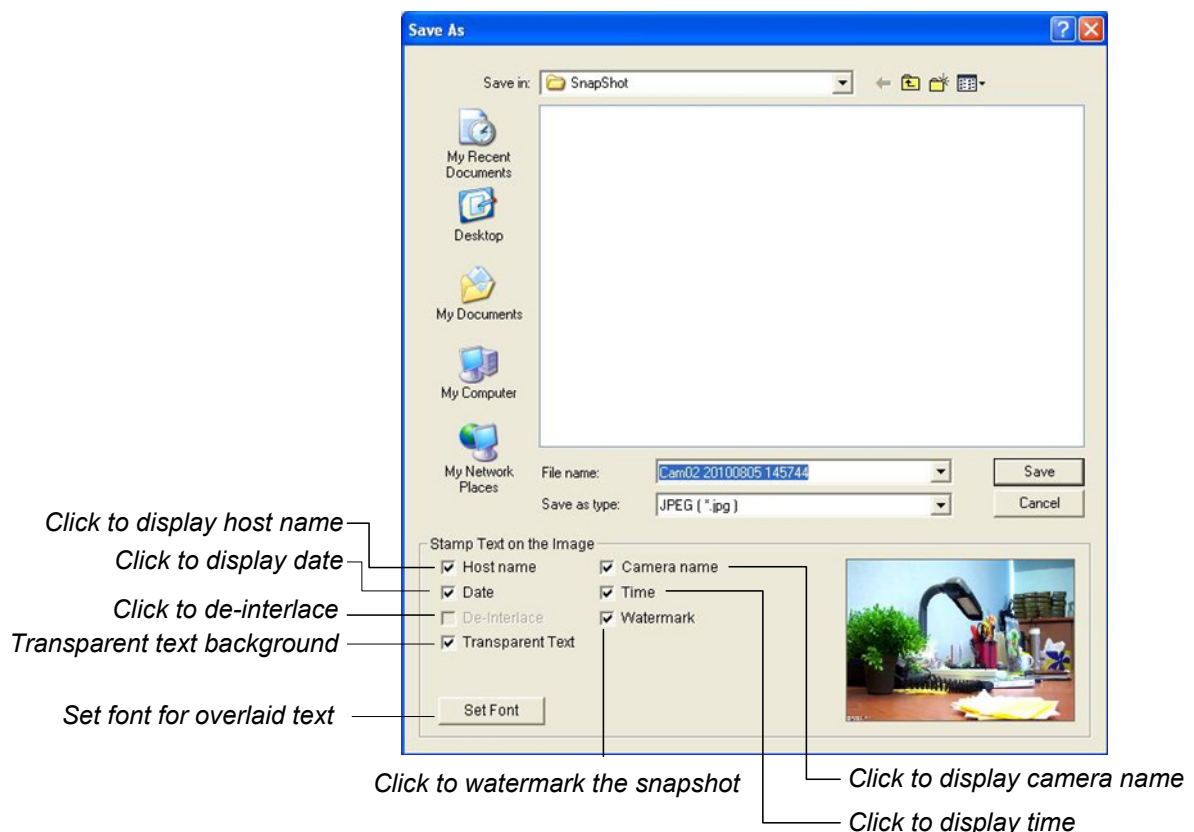 Save As
Save in:
SnapShot
My Recent
Documents
Desktop
My Documents
My Computer
My Network
Places
File name:
Cam02 20100805 145744
Save
Save as type:
JPEG ( *.jpg )
Cancel
Click to display host name
Click to display date
Click to de-interlace
Transparent text background
Set font for overlaid text
Stamp Text on the Image
Host name
Camera name
Date
Time
De-Interlace
Watermark
Transparent Text
Set Font
Click to watermark the snapshot
Click to display camera name
Click to display time